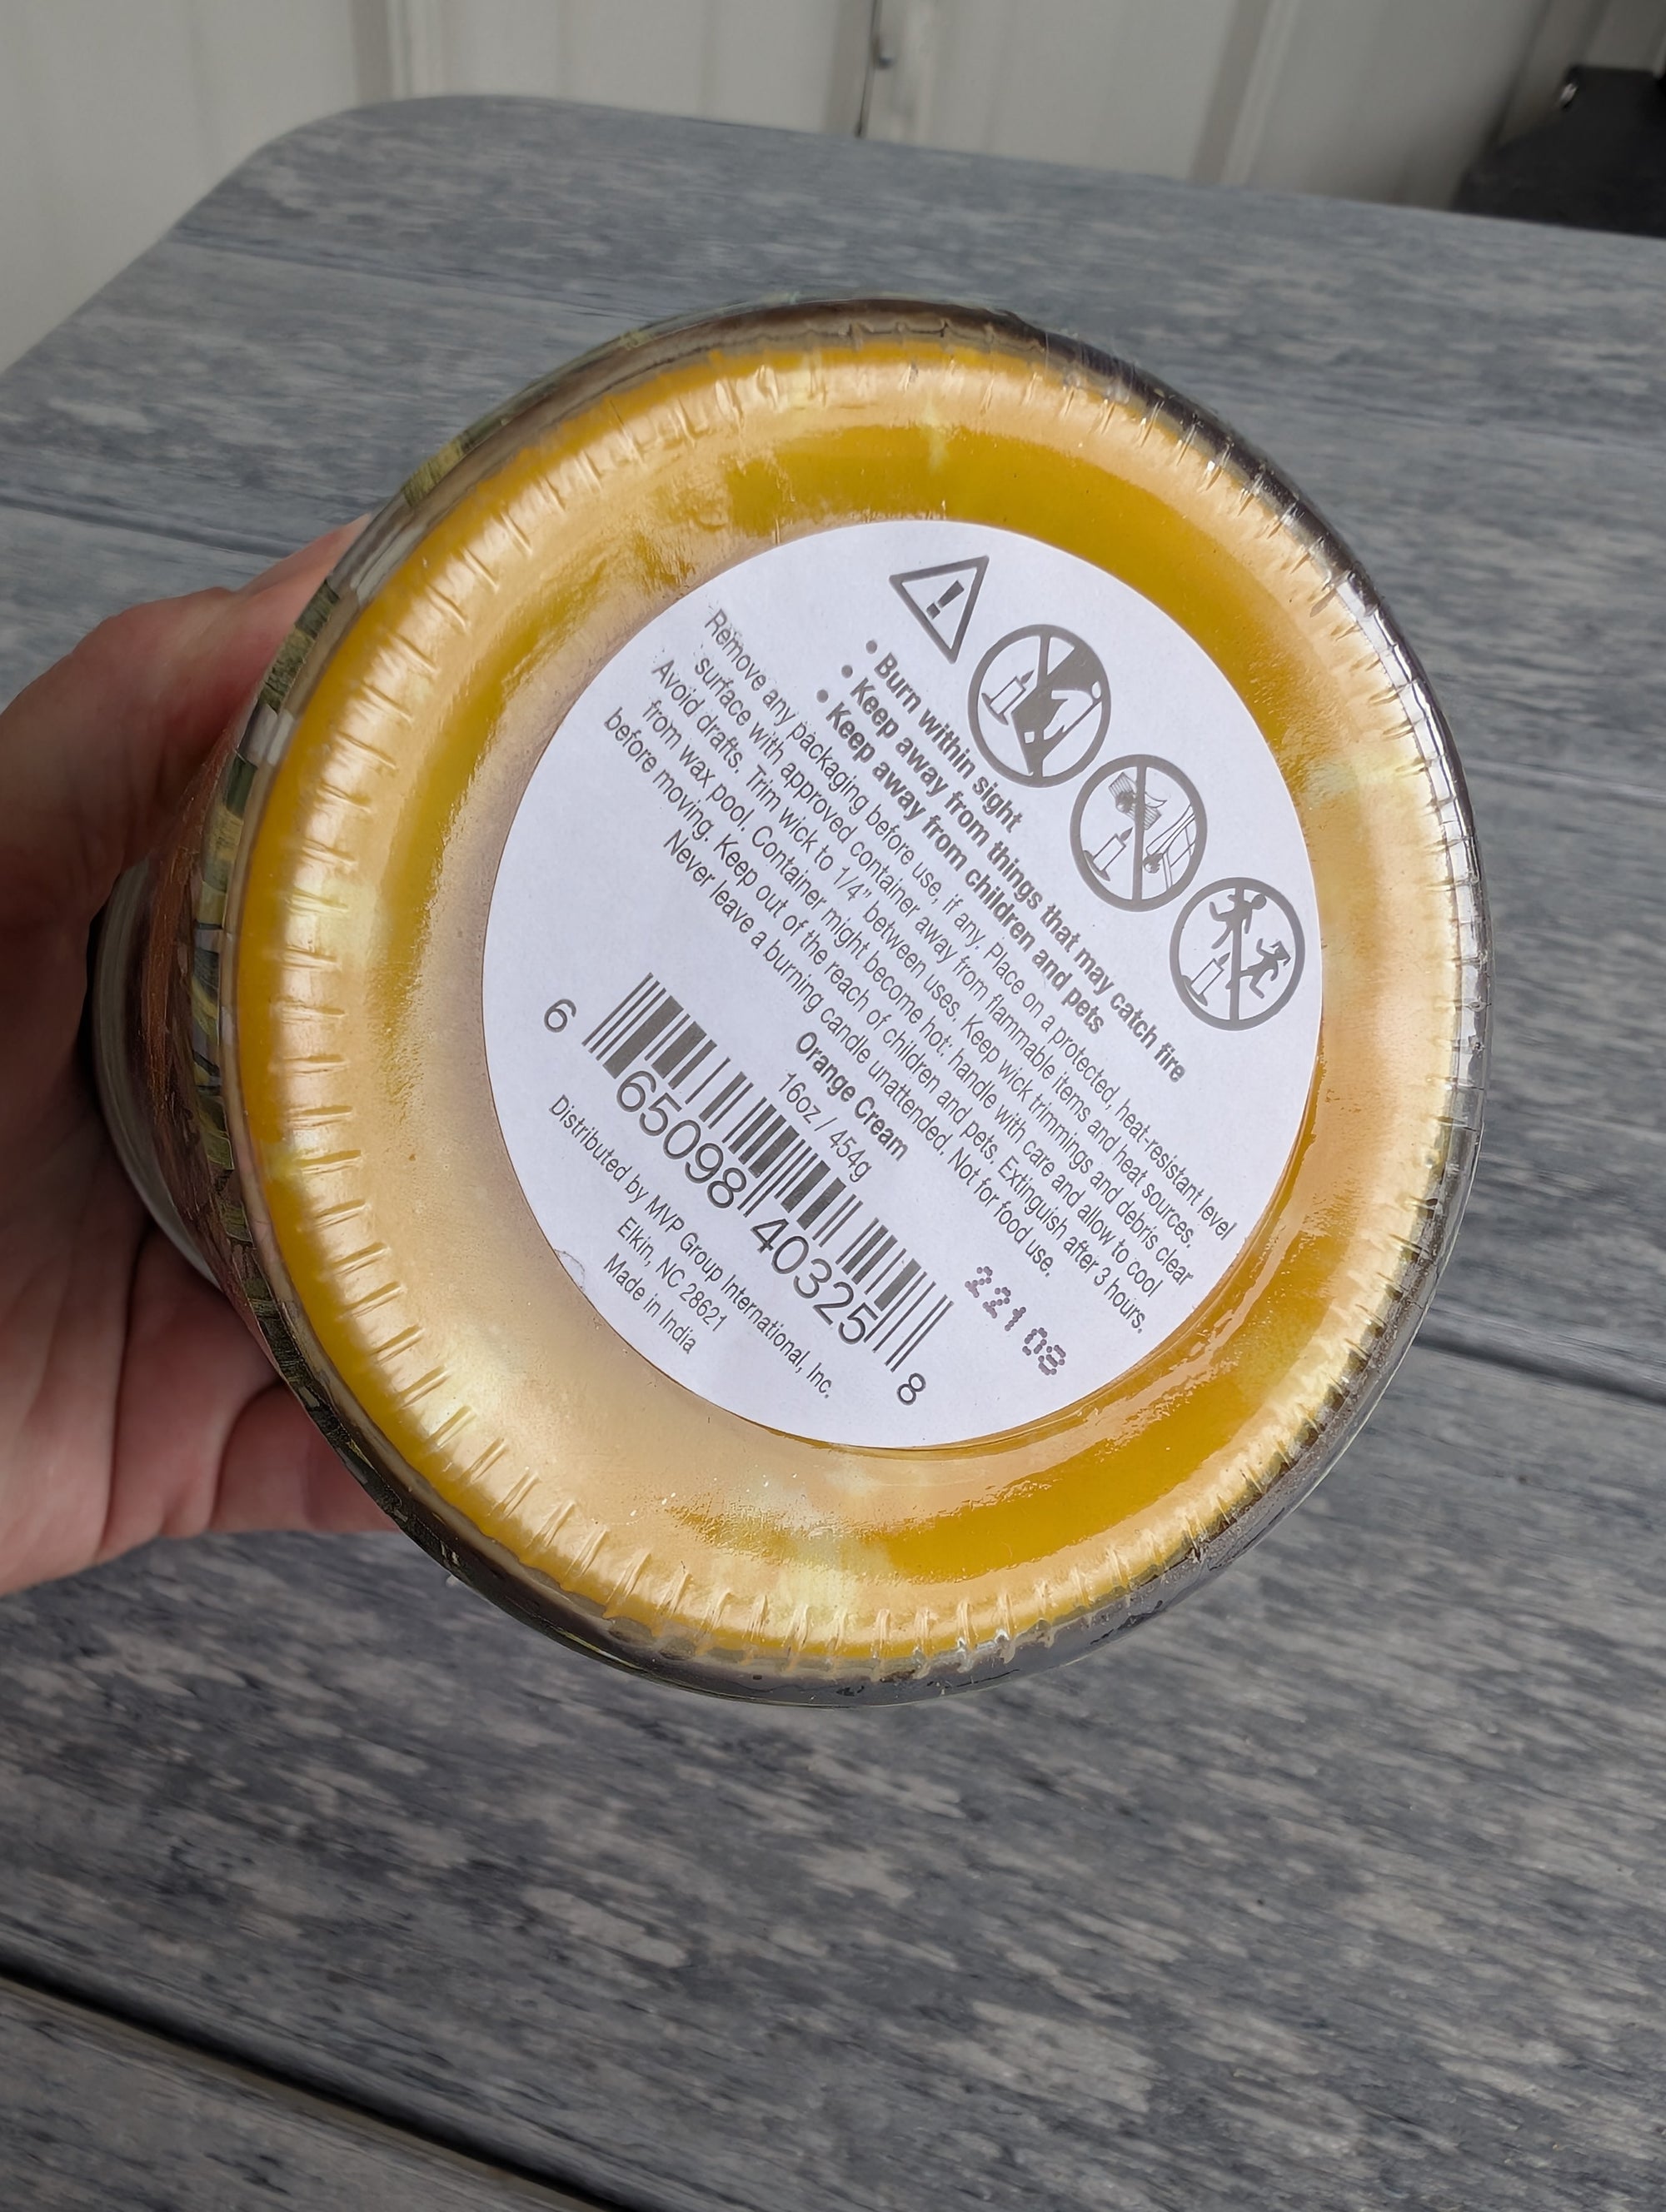 • Burn within sight
• Keep away from things that may catch fire
• Keep away from children and pets
Remove any packaging before use, if any. Place on a protected, heat-resistant level
surface with approved container away from flammable items and heat sources.
Avoid drafts. Trim wick to 1/4" between uses. Keep wick trimmings and debris clear
from wax pool. Container might become hot; handle with care and allow to cool
before moving. Keep out of the reach of children and pets. Extinguish after 3 hours.
Never leave a burning candle unattended. Not for food use.
Orange Cream
16oz / 454g
221 08
6 65098 40325 8
Distributed by MVP Group International, Inc.
Elkin, NC 28621
Made in India